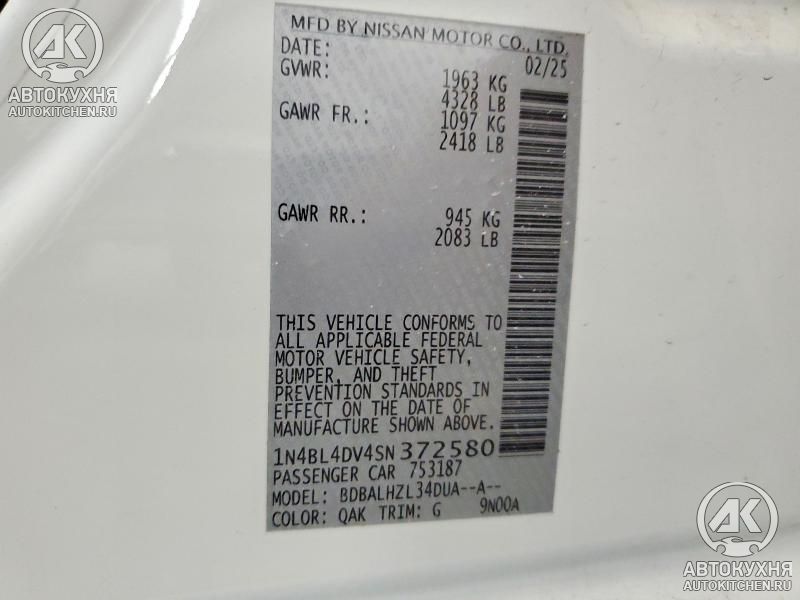 АК
АВТОКУХНЯ
AUTOKITCHEN.RU
MFD BY NISSAN MOTOR CO., LTD.
DATE: 02/25
GVWR: 1963 KG
4328 LB
GAWR FR.: 1097 KG
2418 LB
GAWR RR.: 945 KG
2083 LB
THIS VEHICLE CONFORMS TO
ALL APPLICABLE FEDERAL
MOTOR VEHICLE SAFETY,
BUMPER, AND THEFT
PREVENTION STANDARDS IN
EFFECT ON THE DATE OF
MANUFACTURE SHOWN ABOVE.
1N4BL4DV4SN372580
PASSENGER CAR 753187
MODEL: BDBALHZL34DUA--A--
COLOR: QAK TRIM: G 9N00A
АК
АВТОКУХНЯ
AUTOKITCHEN.RU